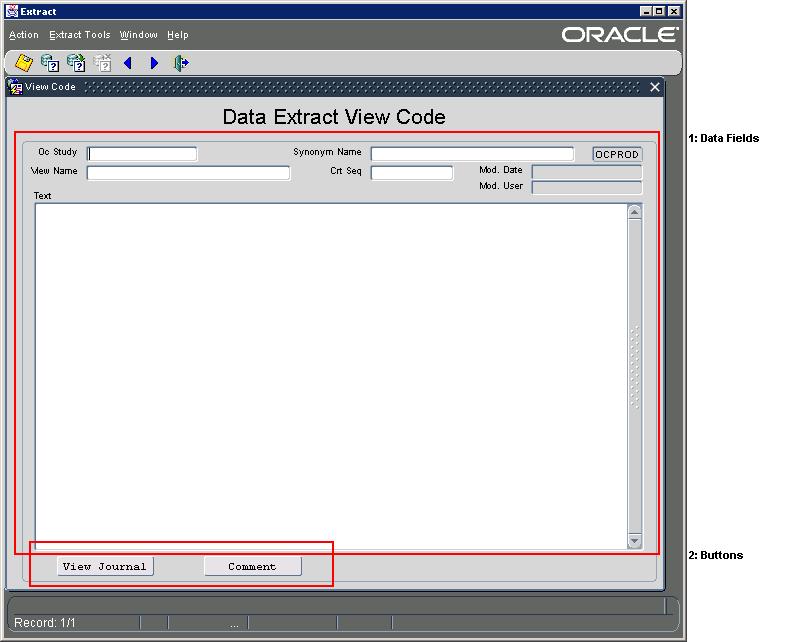 Extract
Action Extract Tools Window Help
ORACLE
View Code
Data Extract View Code
1: Data Fields
Oc Study Synonym Name OCPROD
View Name Crt Seq Mod. Date
Mod. User
Text
2: Buttons
View Journal Comment
Record: 1/1 ...